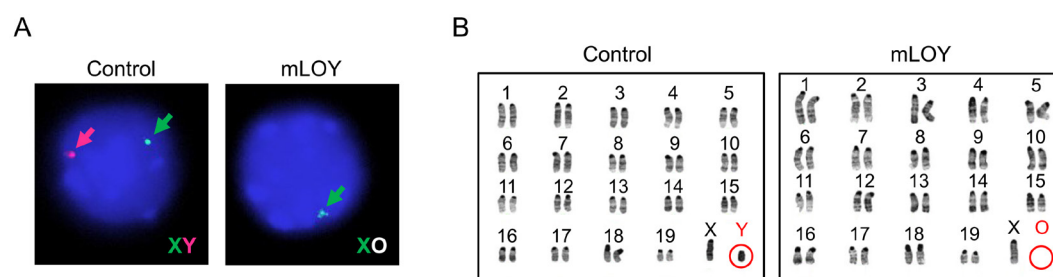 A
Control
mLOY
XY
XO
B
Control
1 2 3 4 5
6 7 8 9 10
11 12 13 14 15
16 17 18 19 X Y
mLOY
1 2 3 4 5
6 7 8 9 10
11 12 13 14 15
16 17 18 19 X O